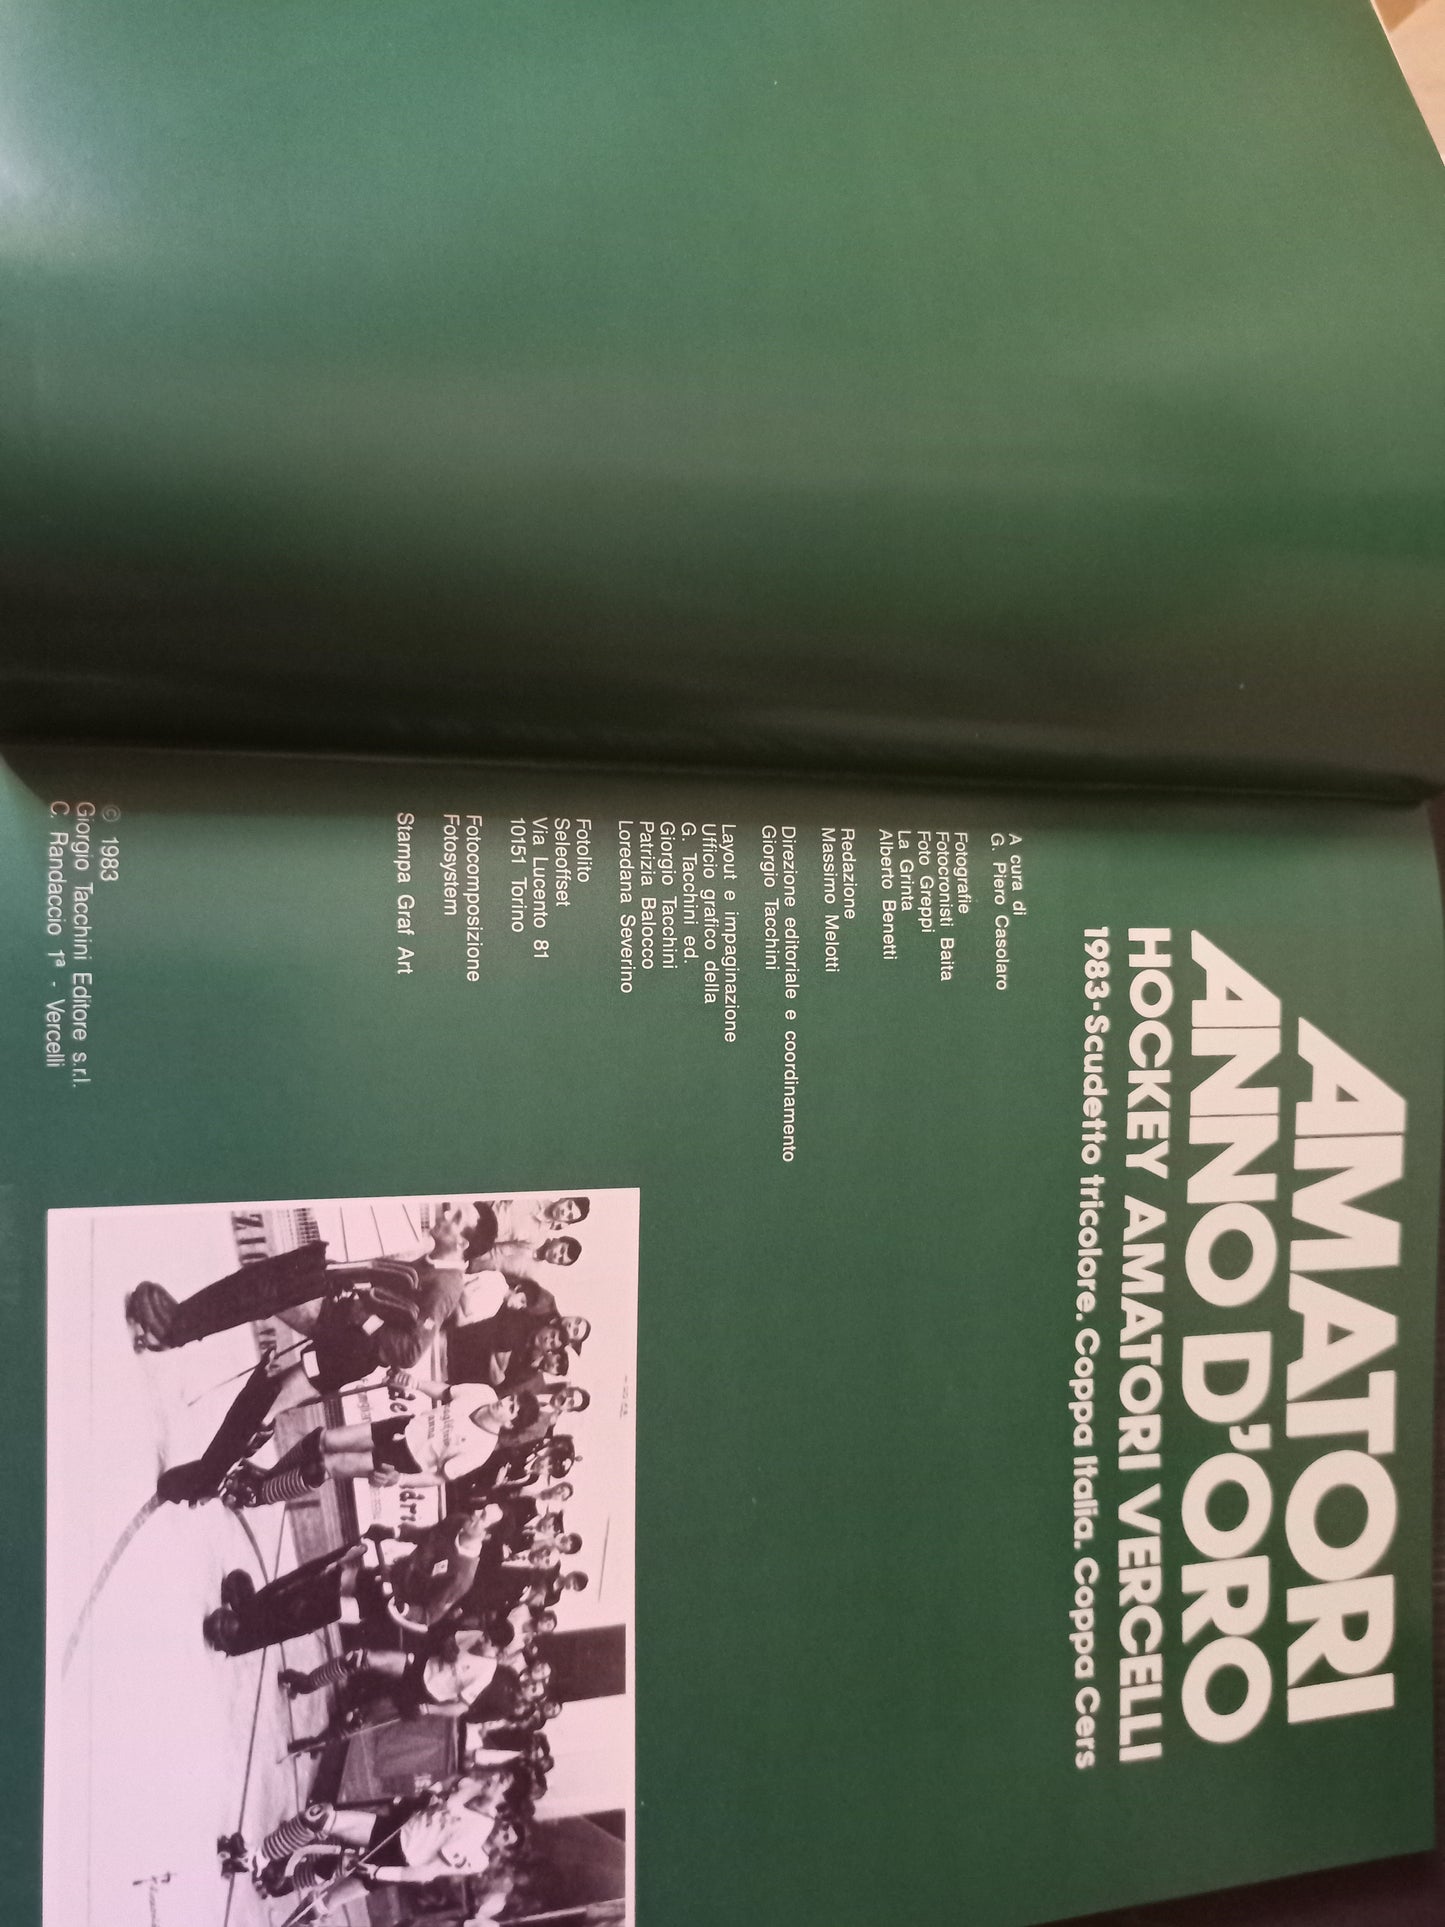 AMATORI
ANNO D'ORO
HOCKEY AMATORI VERCELLI
1983-Scudetto tricolore. Coppa Italia. Coppa Cers
A cura di
G. Piero Casolaro
Fotografie
Fotocronisti Baita
Foto Greppi
La Grinta
Alberto Benetti
Redazione
Massimo Melotti
Direzione editoriale e coordinamento
Giorgio Tacchini
Layout e impaginazione
Ufficio grafico della
G. Tacchini ed.
Giorgio Tacchini
Patrizia Balocco
Loredana Severino
Fotolito
Seleoffset
Via Lucento 81
10151 Torino
Fotocomposizione
Fotosystem
Stampa Graf Art
© 1983
Giorgio Tacchini Editore s.r.l.
C. Randaccio 1ª - Vercelli